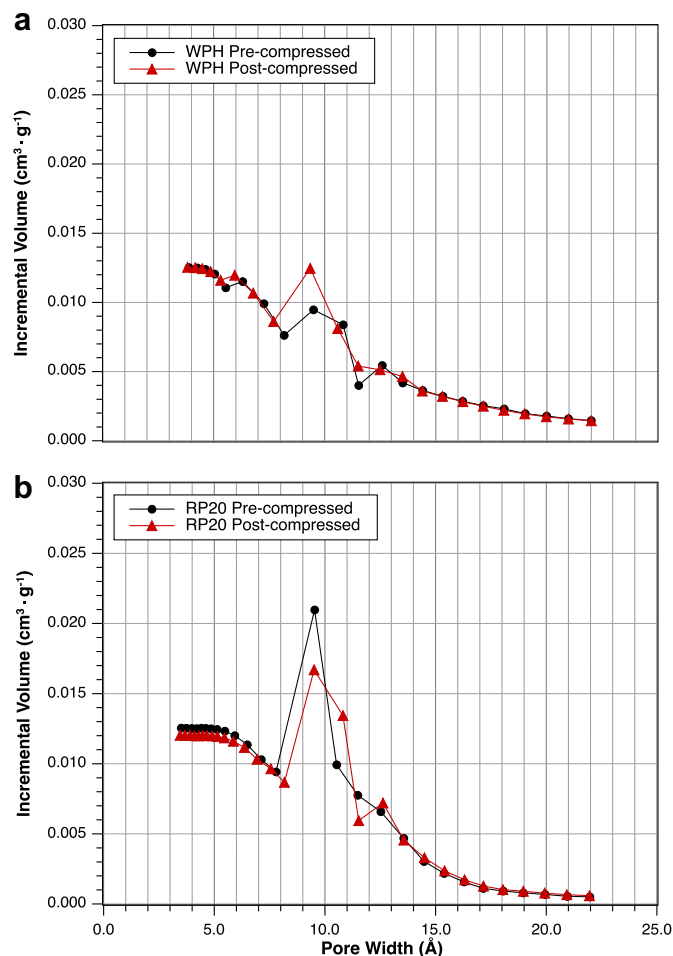 a
0.030
WPH Pre-compressed
WPH Post-compressed
0.025
0.020
0.015
0.010
0.005
0.000
Incremental Volume (cm³·g⁻¹)
b
0.030
RP20 Pre-compressed
RP20 Post-compressed
0.025
0.020
0.015
0.010
0.005
0.000
Incremental Volume (cm³·g⁻¹)
0.0 5.0 10.0 15.0 20.0 25.0
Pore Width (Å)